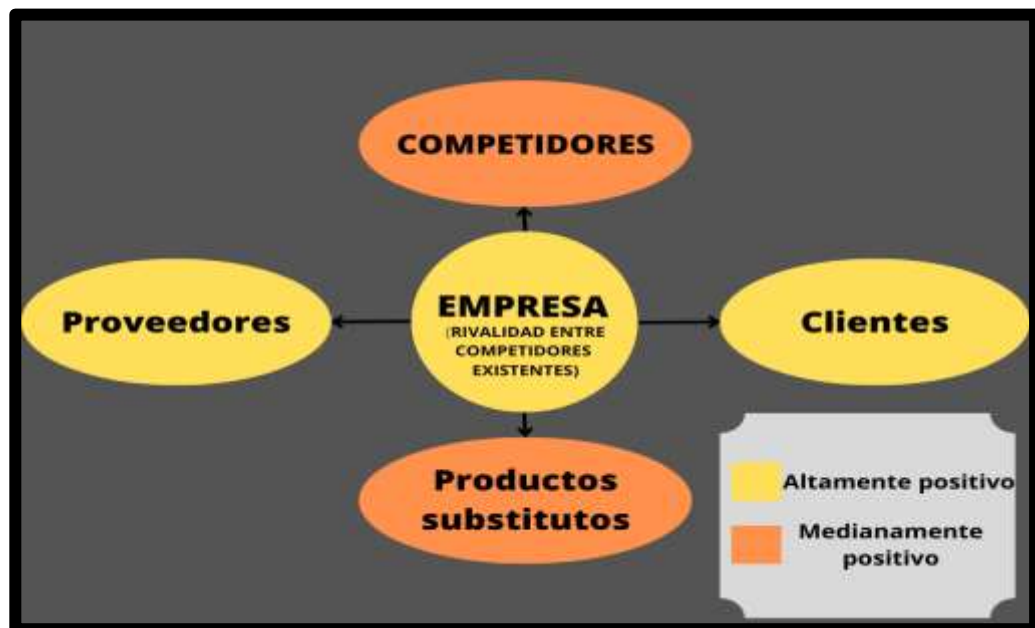 COMPETIDORES
Proveedores
EMPRESA
(RIVALIDAD ENTRE
COMPETIDORES
EXISTENTES)
Clientes
Productos
substitutos
Altamente positivo
Medianamente
positivo